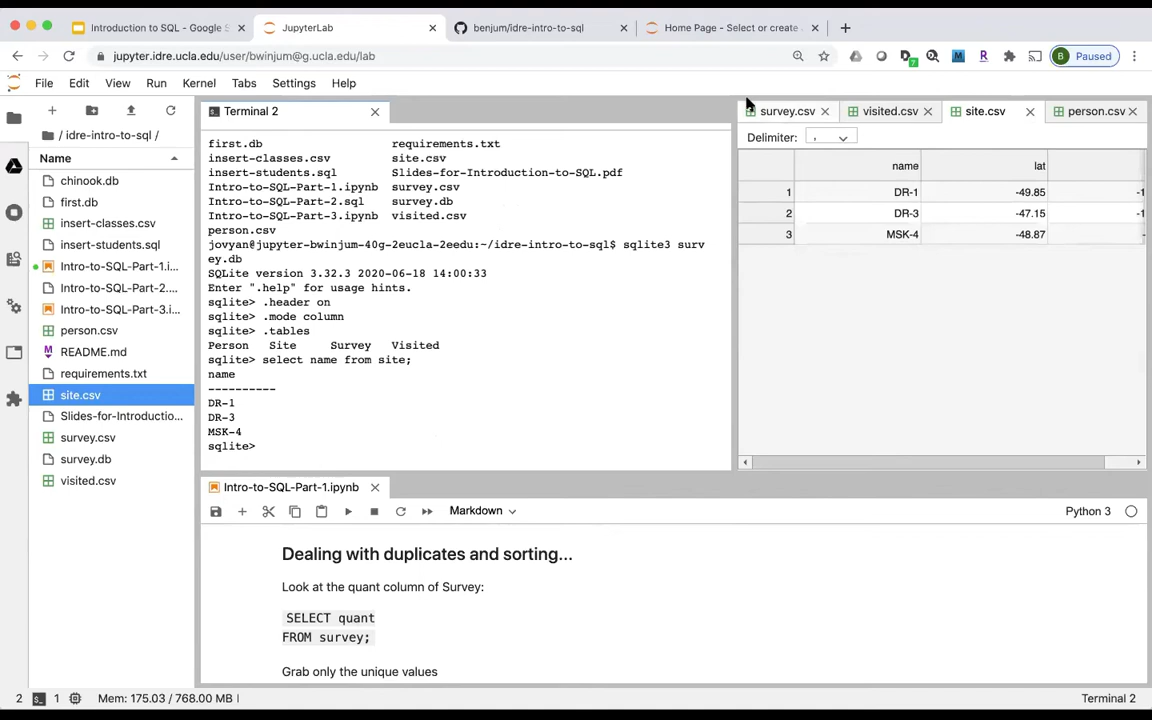 Introduction to SQL - Google S
JupyterLab
benjum/idre-intro-to-sql
Home Page - Select or create
jupyter.idre.ucla.edu/user/bwinjum@g.ucla.edu/lab
7
M
R
B
Paused
File
Edit
View
Run
Kernel
Tabs
Settings
Help
/ idre-intro-to-sql /
Name
chinook.db
first.db
insert-classes.csv
insert-students.sql
Intro-to-SQL-Part-1.i...
Intro-to-SQL-Part-2....
Intro-to-SQL-Part-3.i...
person.csv
README.md
requirements.txt
site.csv
Slides-for-Introductio...
survey.csv
survey.db
visited.csv
Terminal 2
first.db requirements.txt
insert-classes.csv site.csv
insert-students.sql Slides-for-Introduction-to-SQL.pdf
Intro-to-SQL-Part-1.ipynb survey.csv
Intro-to-SQL-Part-2.sql survey.db
Intro-to-SQL-Part-3.ipynb visited.csv
person.csv
jovyan@jupyter-bwinjum-40g-2eucla-2eedu:~/idre-intro-to-sql$ sqlite3 surv
ey.db
SQLite version 3.32.3 2020-06-18 14:00:33
Enter ".help" for usage hints.
sqlite> .header on
sqlite> .mode column
sqlite> .tables
Person Site Survey Visited
sqlite> select name from site;
name
----------
DR-1
DR-3
MSK-4
sqlite>
survey.csv
visited.csv
site.csv
person.csv
Delimiter: ,
name lat
1 DR-1 -49.85 -1
2 DR-3 -47.15 -1
3 MSK-4 -48.87 -
Intro-to-SQL-Part-1.ipynb
Markdown
Python 3
Dealing with duplicates and sorting...
Look at the quant column of Survey:
SELECT quant
FROM survey;
Grab only the unique values
2
1
Mem: 175.03 / 768.00 MB
Terminal 2